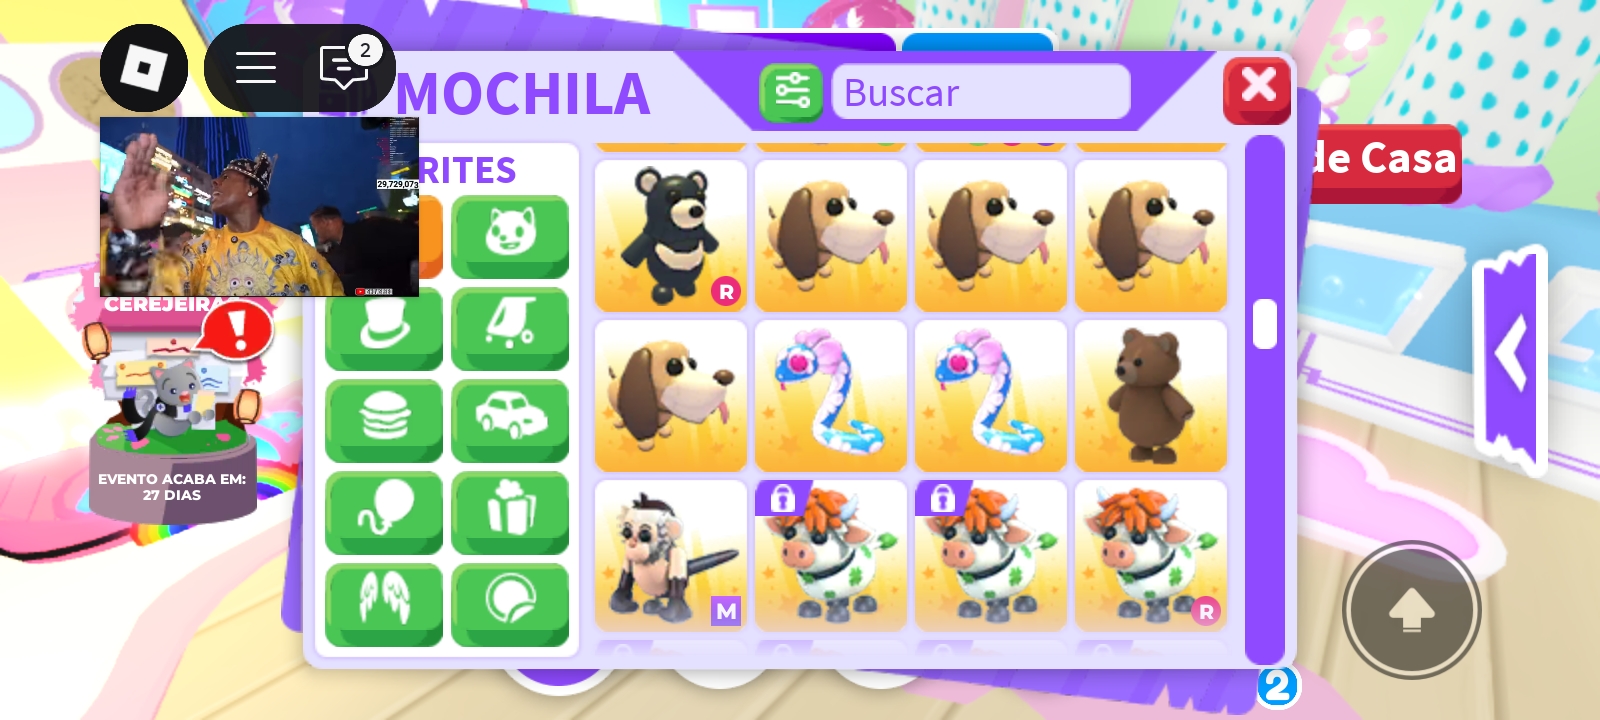 2
MOCHILA
Buscar
RITES
29,729,073
de Casa
CEREJEIRA
EVENTO ACABA EM:
27 DIAS
R
M
R
2